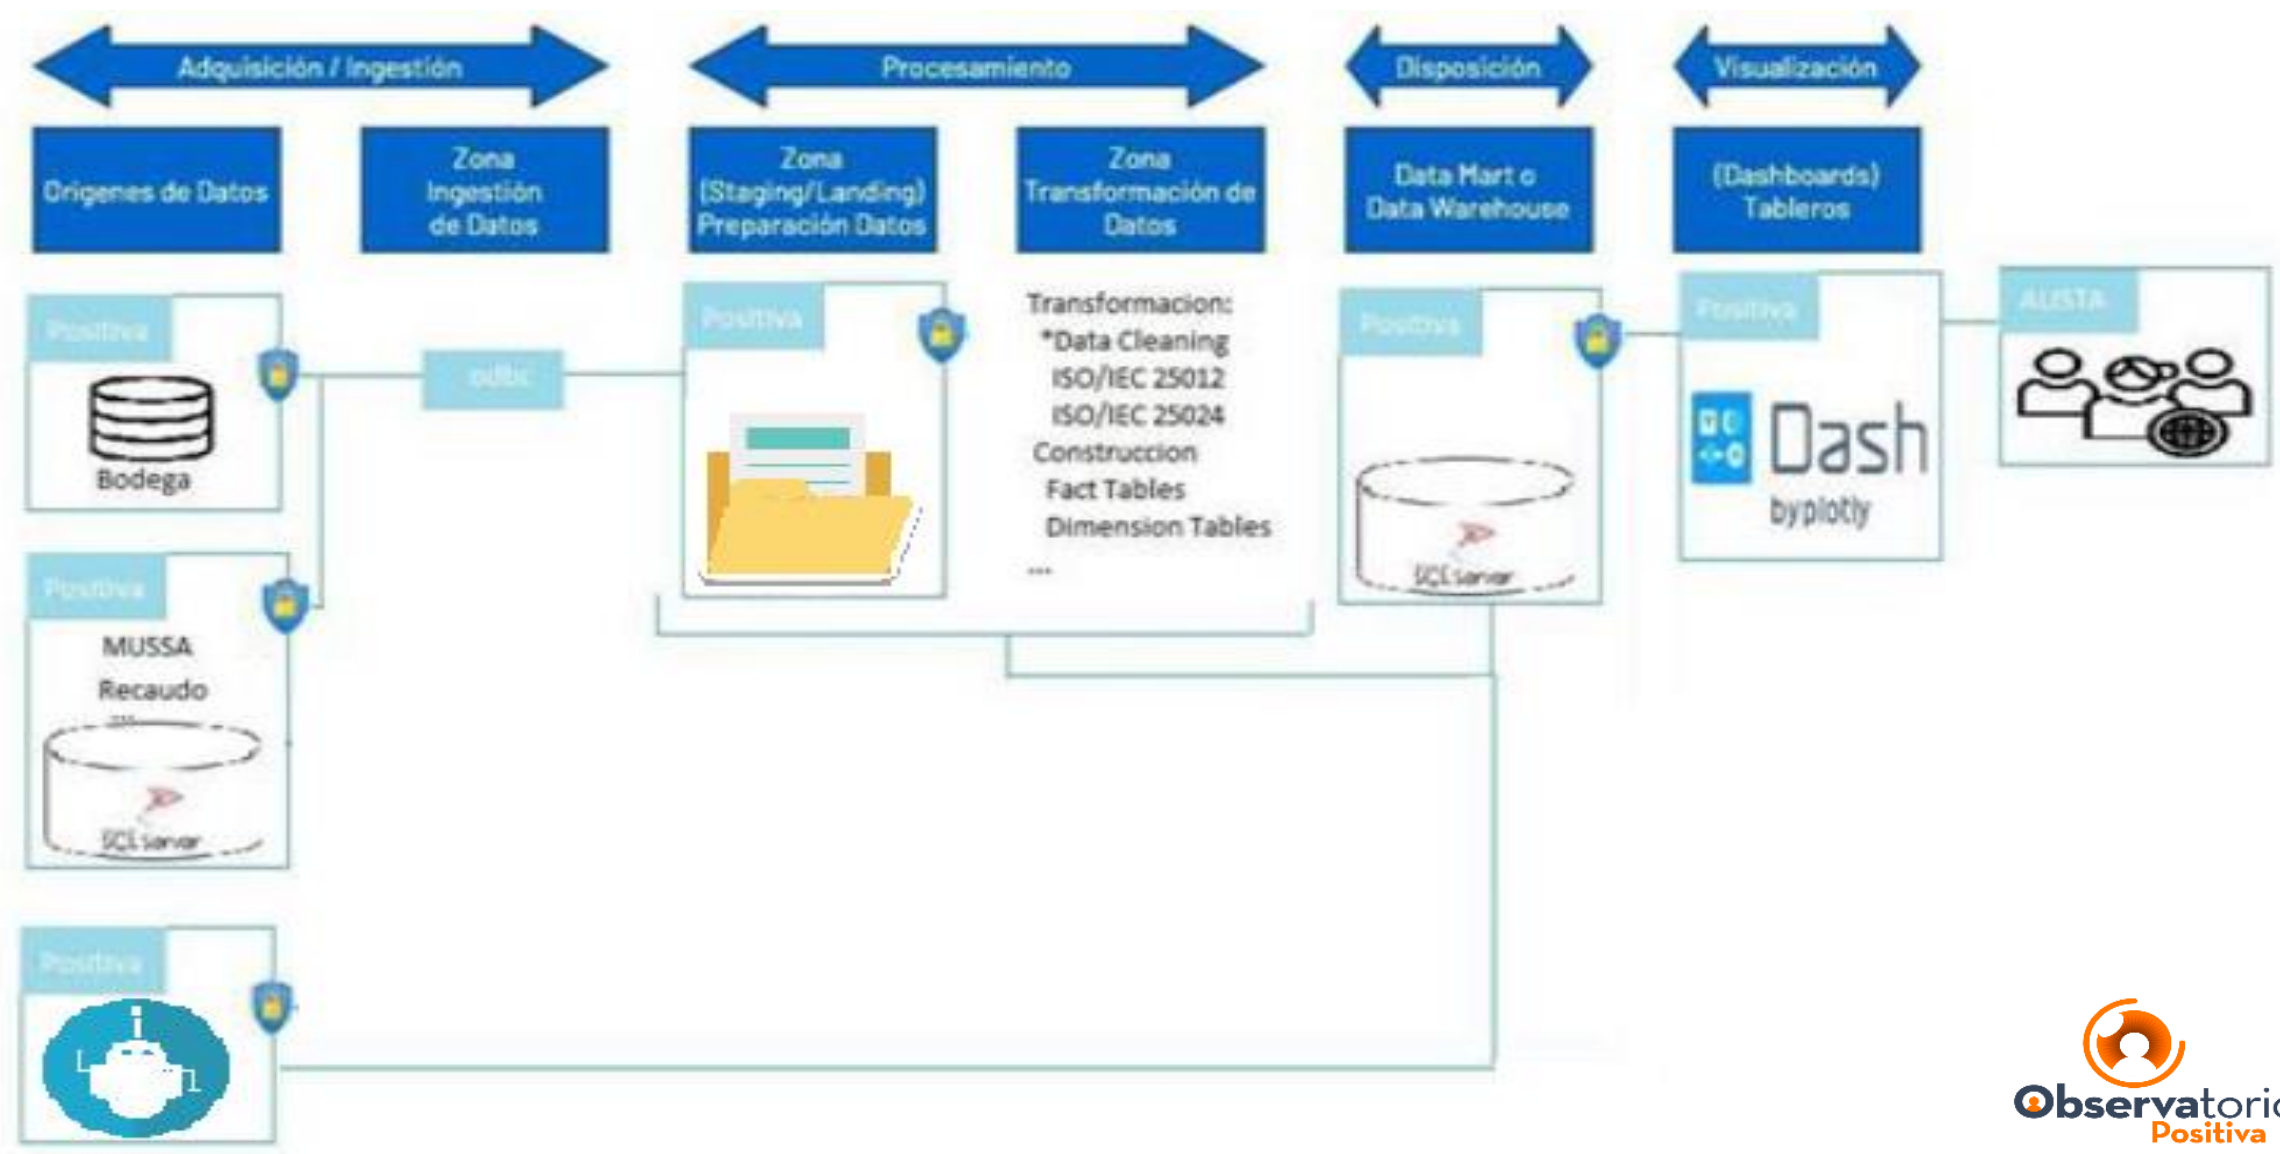 Adquisición / Ingestión
Procesamiento
Disposición
Visualización
Origenes de Datos
Zona
Ingestión
de Datos
Zona
(Staging/Landing)
Preparación Datos
Zona
Transformación de
Datos
Data Mart o
Data Warehouse
(Dashboards)
Tableros
Positiva
Bodega
odbc
Positiva
Transformacion:
*Data Cleaning
ISO/IEC 25012
ISO/IEC 25024
Construccion
Fact Tables
Dimension Tables
...
Positiva
SQL Server
Positiva
Dash
byplotly
Positiva
MUSSA
Recaudo
...
SQL Server
Positiva
Observatorio
Positiva